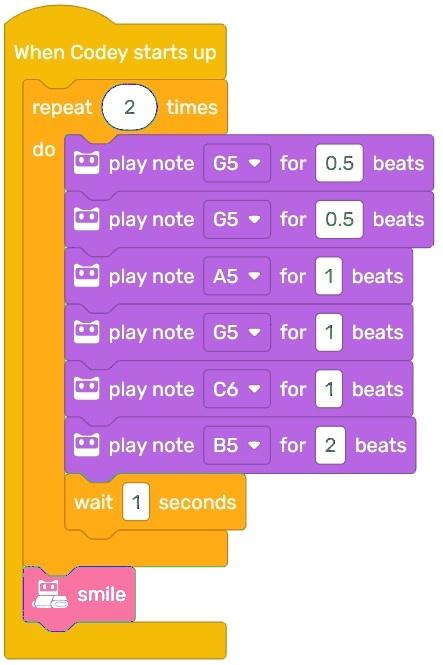 When Codey starts up
repeat 2 times
do
play note G5 for 0.5 beats
play note G5 for 0.5 beats
play note A5 for 1 beats
play note G5 for 1 beats
play note C6 for 1 beats
play note B5 for 2 beats
wait 1 seconds
smile